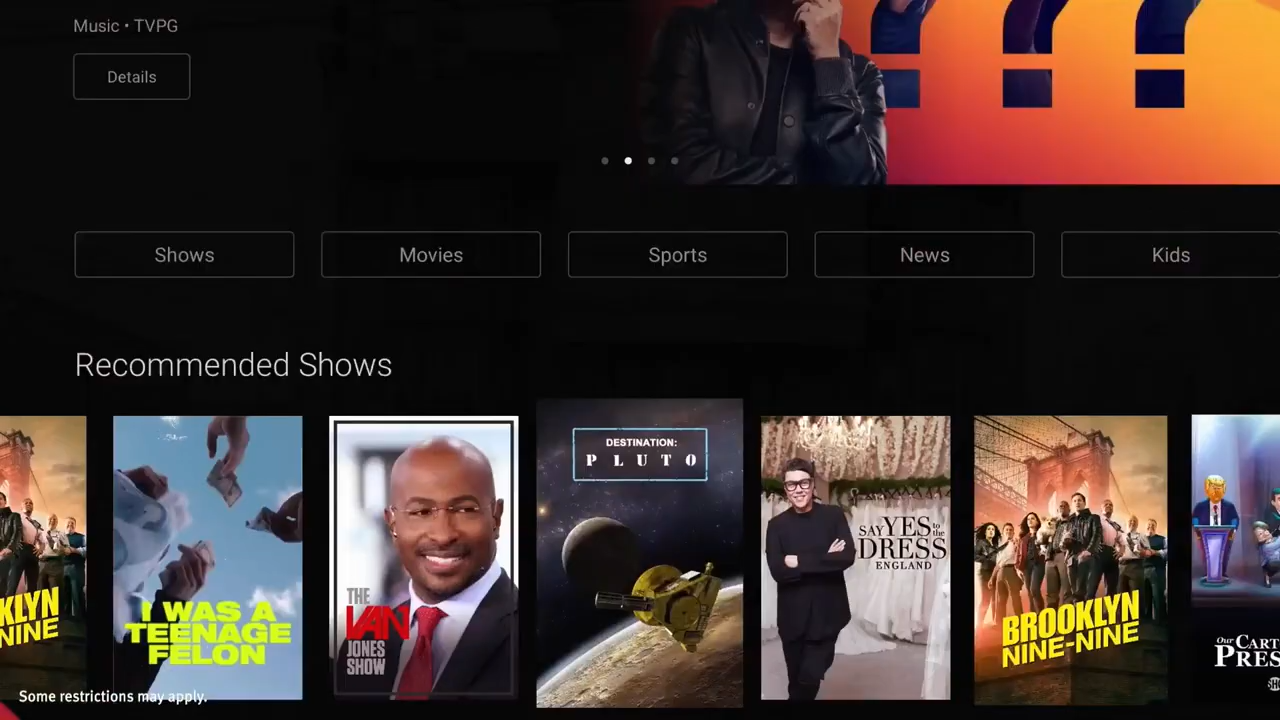 Music • TVPG
Details
???
Shows
Movies
Sports
News
Kids
Recommended Shows
KLYN
NINE
I WAS A
TEENAGE
FELON
THE
VAN
JONES
SHOW
DESTINATION:
PLUTO
SAY YES to the
DRESS
ENGLAND
BROOKLYN
NINE-NINE
Our CART
PRES
Some restrictions may apply.